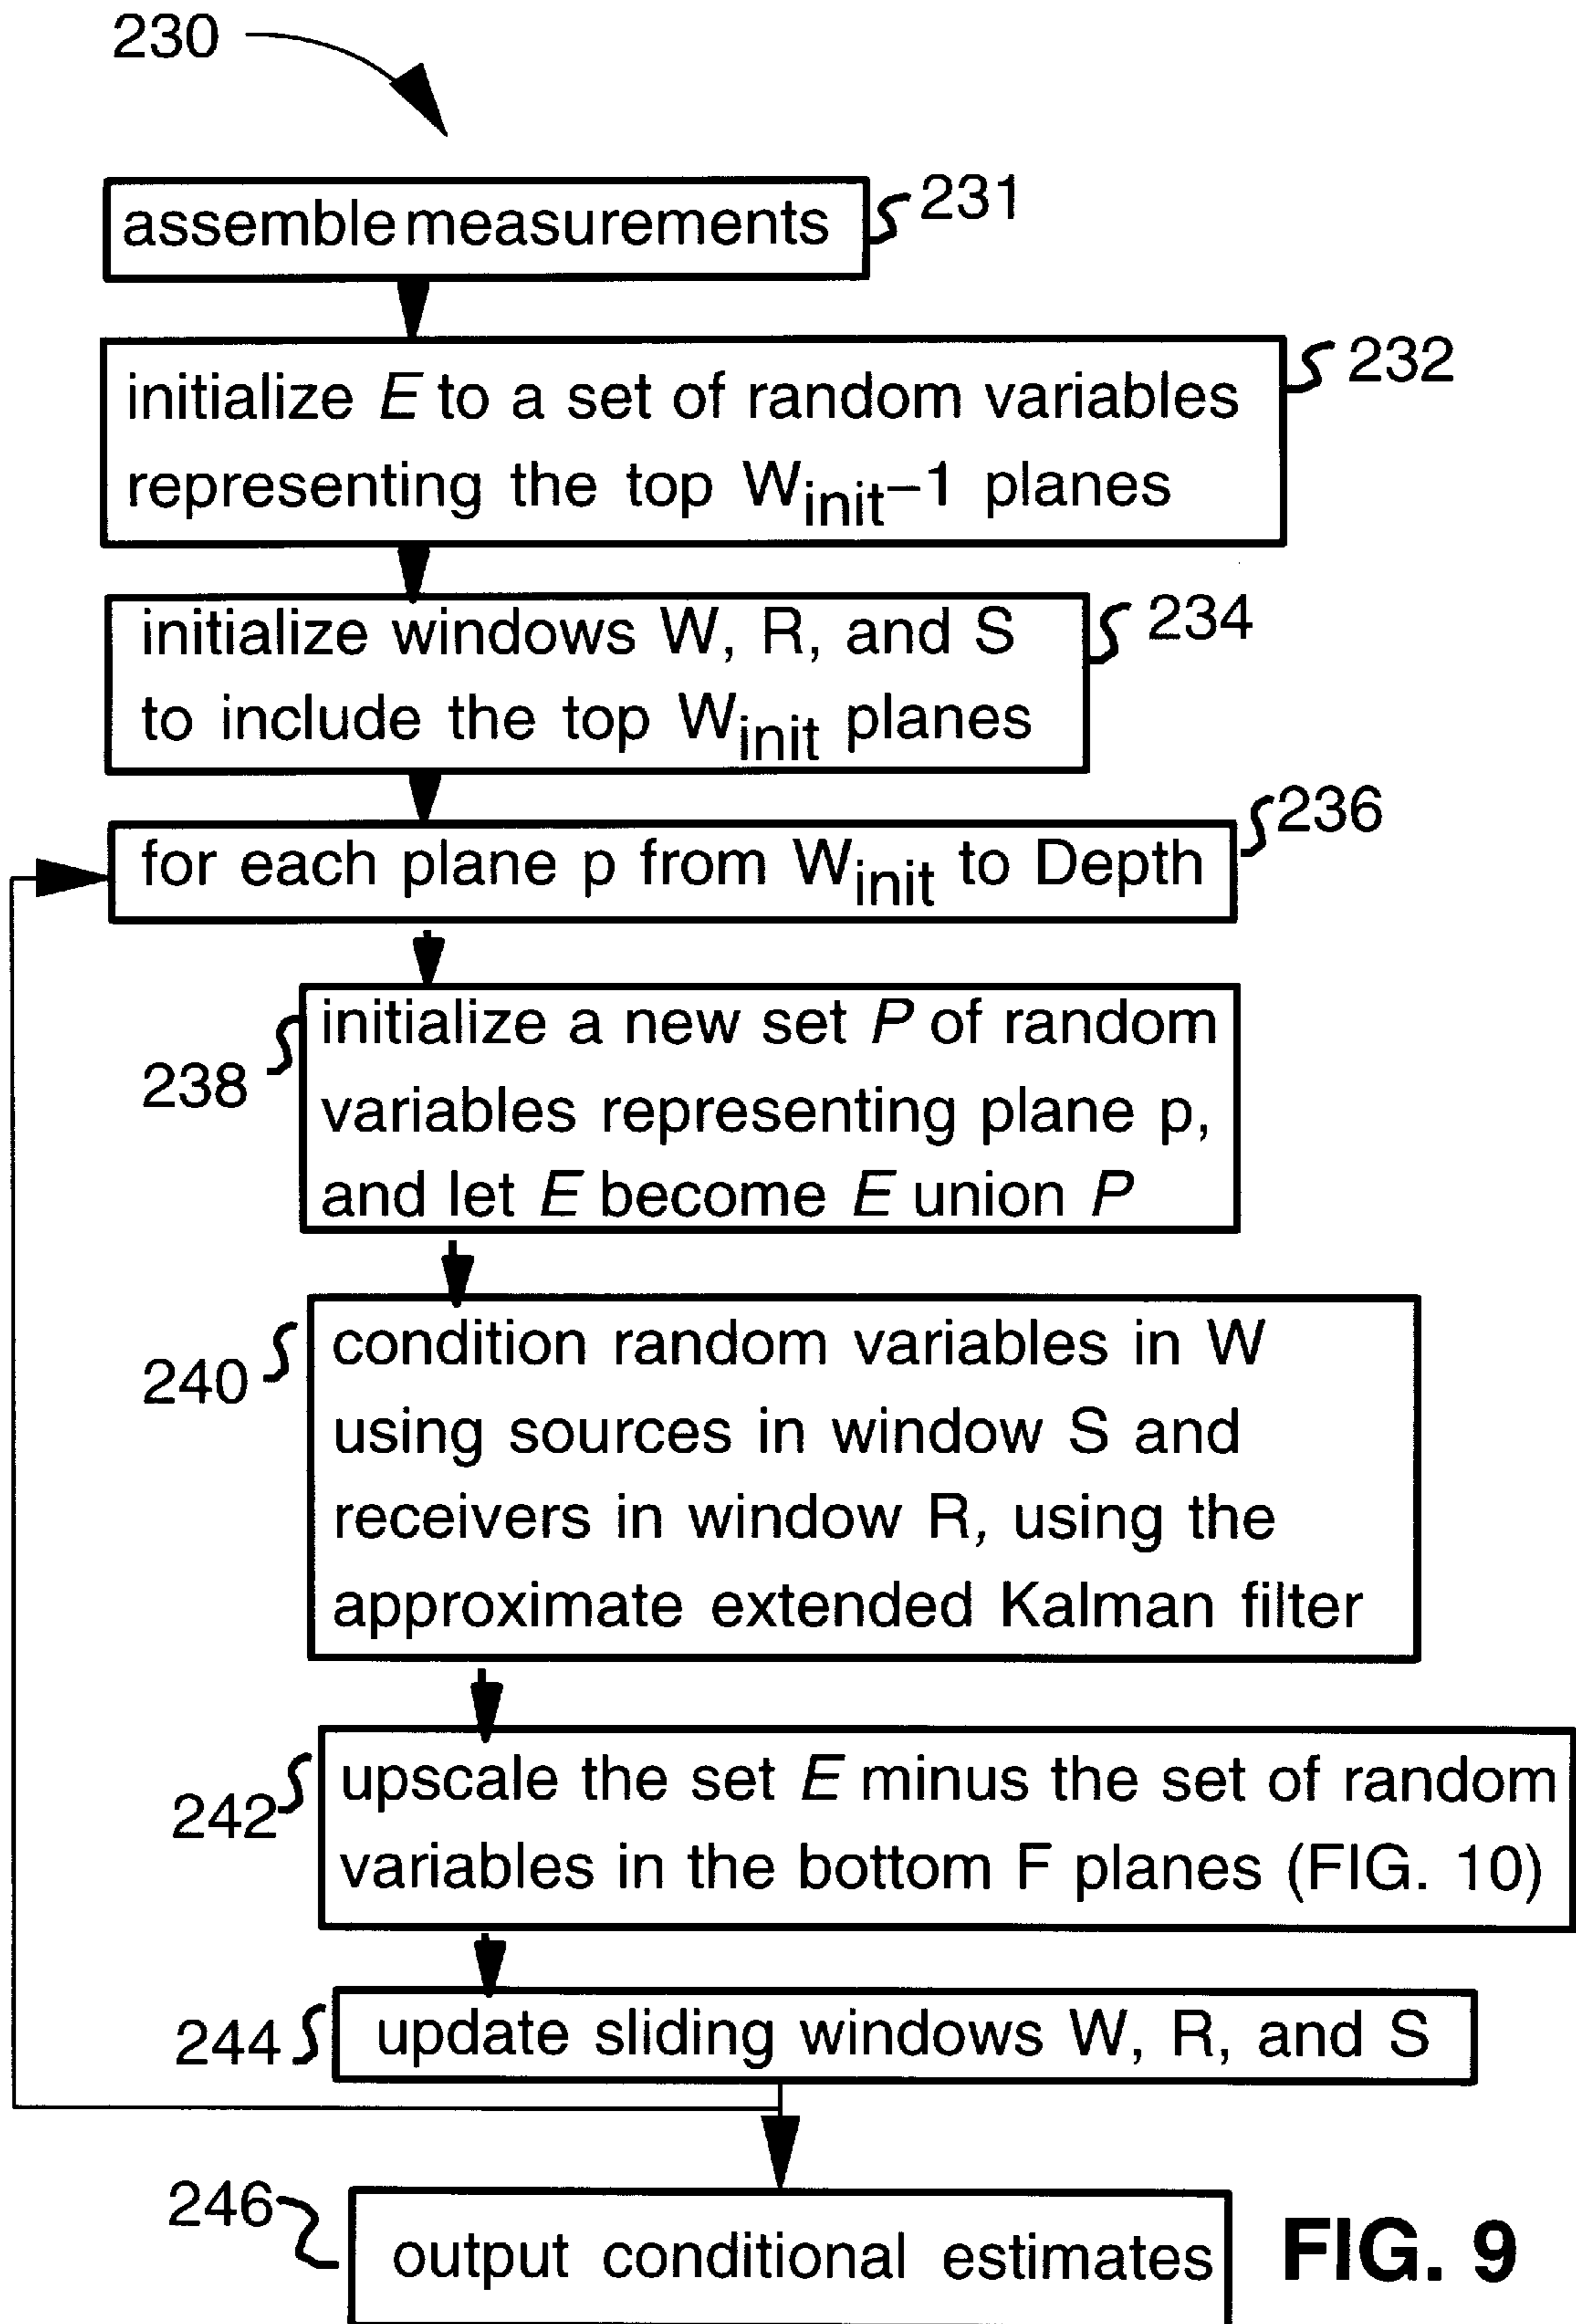 230
assemble measurements
231
initialize E to a set of random variables
representing the top Winit–1 planes
232
initialize windows W, R, and S
to include the top Winit planes
234
for each plane p from Winit to Depth
236
initialize a new set P of random
variables representing plane p,
and let E become E union P
238
condition random variables in W
using sources in window S and
receivers in window R, using the
approximate extended Kalman filter
240
upscale the set E minus the set of random
variables in the bottom F planes (FIG. 10)
242
update sliding windows W, R, and S
244
output conditional estimates
246
FIG. 9